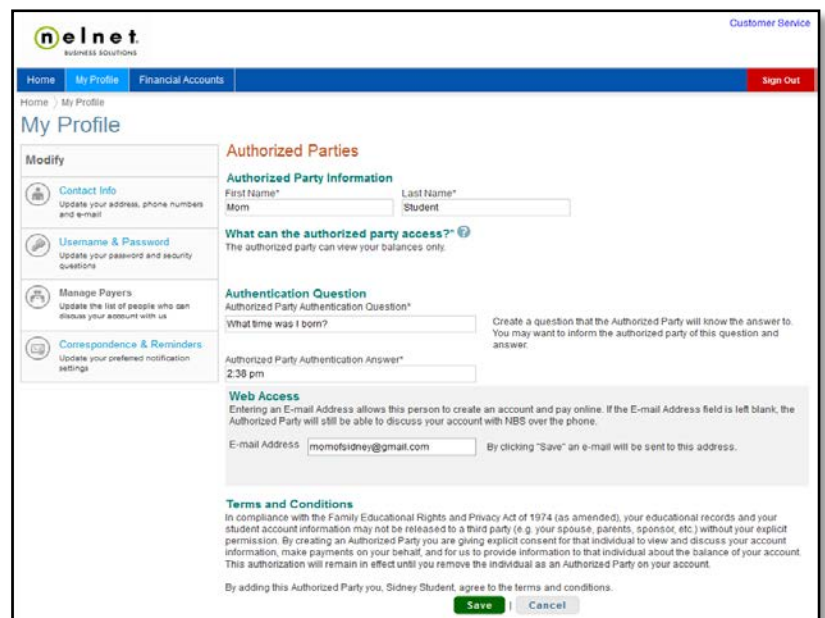 Customer Service
nelnet
BUSINESS SOLUTIONS
Home My Profile Financial Accounts Sign Out
Home My Profile
My Profile
Modify
Contact Info
Update your address, phone numbers
and e-mail
Username & Password
Update your password and security
questions
Manage Payers
Update the list of people who can
discuss your account with us
Correspondence & Reminders
Update your preferred notification
settings
Authorized Parties
Authorized Party Information
First Name* Last Name*
Mom Student
What can the authorized party access?*
The authorized party can view your balances only.
Authentication Question
Authorized Party Authentication Question*
What time was I born?
Create a question that the Authorized Party will know the answer to.
You may want to inform the authorized party of this question and
answer.
Authorized Party Authentication Answer*
2:38 pm
Web Access
Entering an E-mail Address allows this person to create an account and pay online. If the E-mail Address field is left blank, the
Authorized Party will still be able to discuss your account with NBS over the phone.
E-mail Address momofsidney@gmail.com By clicking "Save" an e-mail will be sent to this address.
Terms and Conditions
In compliance with the Family Educational Rights and Privacy Act of 1974 (as amended), your educational records and your
student account information may not be released to a third party (e.g. your spouse, parents, sponsor, etc.) without your explicit
permission. By creating an Authorized Party you are giving explicit consent for that individual to view and discuss your account
information, make payments on your behalf, and for us to provide information to that individual about the balance of your account.
This authorization will remain in effect until you remove the individual as an Authorized Party on your account.
By adding this Authorized Party you, Sidney Student, agree to the terms and conditions.
Save | Cancel